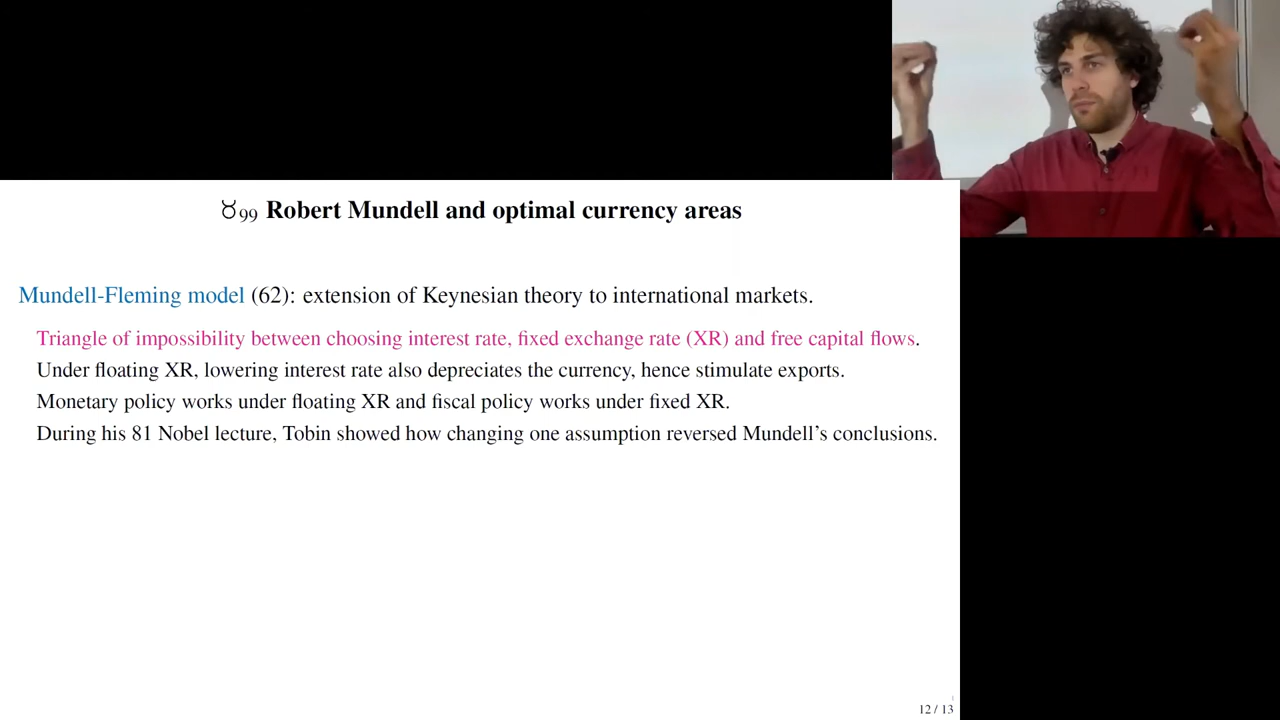 ♉99 Robert Mundell and optimal currency areas
Mundell-Fleming model (62): extension of Keynesian theory to international markets.
Triangle of impossibility between choosing interest rate, fixed exchange rate (XR) and free capital flows.
Under floating XR, lowering interest rate also depreciates the currency, hence stimulate exports.
Monetary policy works under floating XR and fiscal policy works under fixed XR.
During his 81 Nobel lecture, Tobin showed how changing one assumption reversed Mundell's conclusions.
12 / 13